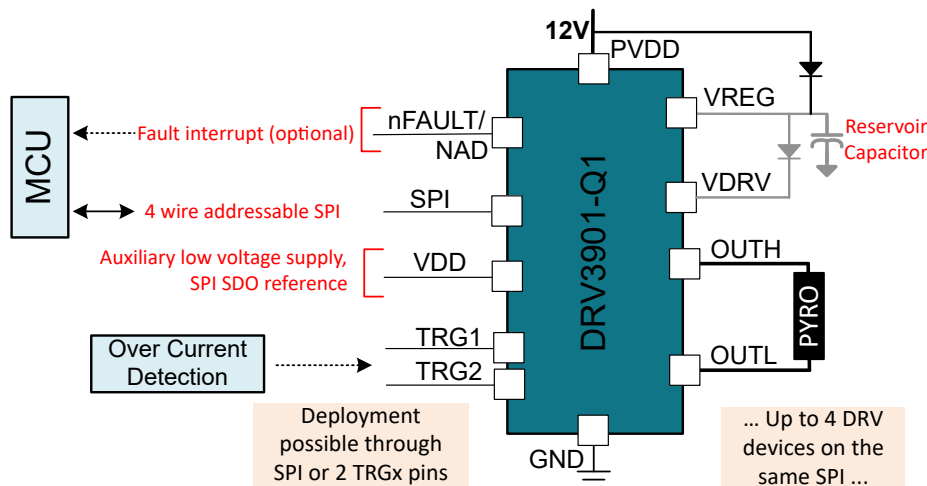 12V
PVDD
MCU
Fault interrupt (optional)
nFAULT/
NAD
VREG
Reservoir
Capacitor
4 wire addressable SPI
SPI
VDRV
DRV3901-Q1
Auxiliary low voltage supply,
SPI SDO reference
VDD
OUTH
PYRO
OUTL
Over Current
Detection
TRG1
TRG2
Deployment
possible through
SPI or 2 TRGx pins
GND
... Up to 4 DRV
devices on the
same SPI ...